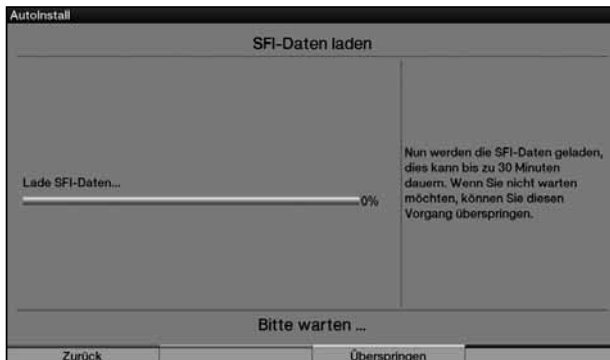 AutoInstall
SFI-Daten laden
Lade SFI-Daten...
0%
Nun werden die SFI-Daten geladen,
dies kann bis zu 30 Minuten
dauern. Wenn Sie nicht warten
möchten, können Sie diesen
Vorgang überspringen.
Bitte warten ...
Zurück
Überspringen